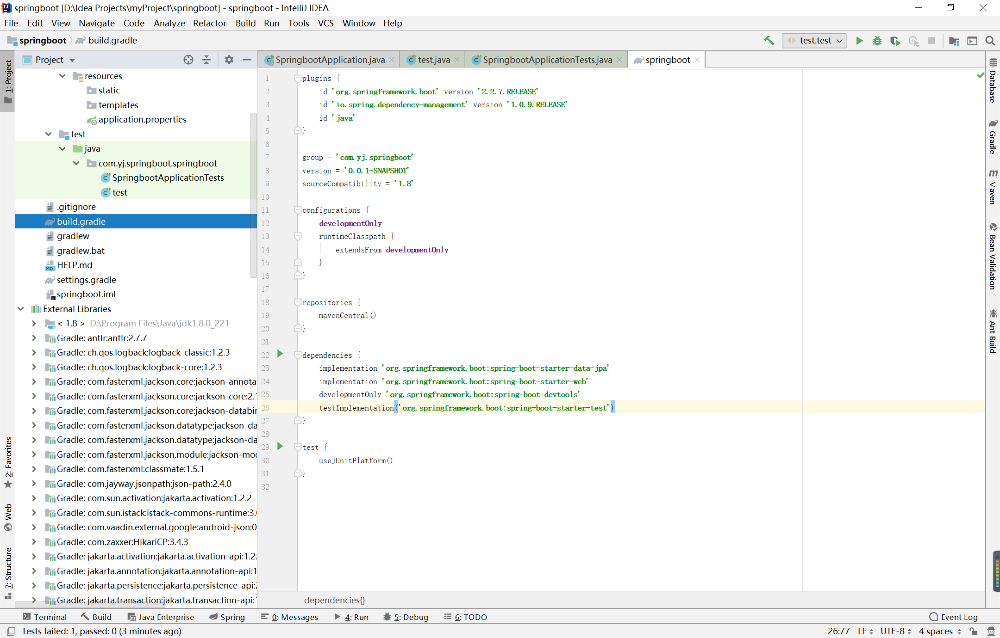 springboot [D:\Idea Projects\myProject\springboot] - springboot - IntelliJ IDEA
File Edit View Navigate Code Analyze Refactor Build Run Tools VCS Window Help
springboot build.gradle
test.test
1: Project
Project
SpringbootApplication.java
test.java
SpringbootApplicationTests.java
springboot
resources
static
templates
application.properties
test
java
com.yj.springboot.springboot
SpringbootApplicationTests
test
.gitignore
build.gradle
gradlew
gradlew.bat
HELP.md
settings.gradle
springboot.iml
External Libraries
< 1.8 > D:\Program Files\Java\jdk1.8.0_221
Gradle: antlr:antlr:2.7.7
Gradle: ch.qos.logback:logback-classic:1.2.3
Gradle: ch.qos.logback:logback-core:1.2.3
Gradle: com.fasterxml.jackson.core:jackson-annota
Gradle: com.fasterxml.jackson.core:jackson-core:2.1
Gradle: com.fasterxml.jackson.core:jackson-databin
Gradle: com.fasterxml.jackson.datatype:jackson-da
Gradle: com.fasterxml.jackson.datatype:jackson-da
Gradle: com.fasterxml.jackson.module:jackson-mod
Gradle: com.fasterxml:classmate:1.5.1
Gradle: com.jayway.jsonpath:json-path:2.4.0
Gradle: com.sun.activation:jakarta.activation:1.2.2
Gradle: com.sun.istack:istack-commons-runtime:3.
Gradle: com.vaadin.external.google:android-json:0
Gradle: com.zaxxer:HikariCP:3.4.3
Gradle: jakarta.activation:jakarta.activation-api:1.2.
Gradle: jakarta.annotation:jakarta.annotation-api:1
Gradle: jakarta.persistence:jakarta.persistence-api:2
Gradle: jakarta.transaction:jakarta.transaction-api:1
1 plugins {
2 id 'org.springframework.boot' version '2.2.7.RELEASE'
3 id 'io.spring.dependency-management' version '1.0.9.RELEASE'
4 id 'java'
5 }
6
7 group = 'com.yj.springboot'
8 version = '0.0.1-SNAPSHOT'
9 sourceCompatibility = '1.8'
10
11 configurations {
12 developmentOnly
13 runtimeClasspath {
14 extendsFrom developmentOnly
15 }
16 }
17
18 repositories {
19 mavenCentral()
20 }
21
22 dependencies {
23 implementation 'org.springframework.boot:spring-boot-starter-data-jpa'
24 implementation 'org.springframework.boot:spring-boot-starter-web'
25 developmentOnly 'org.springframework.boot:spring-boot-devtools'
26 testImplementation('org.springframework.boot:spring-boot-starter-test')
27 }
28
29 test {
30 useJUnitPlatform()
31 }
32
dependencies{}
2: Favorites
Web
7: Structure
Database
Gradle
Maven
Bean Validation
Ant Build
Terminal Build Java Enterprise Spring 0: Messages 4: Run 5: Debug 6: TODO Event Log
Tests failed: 1, passed: 0 (3 minutes ago) 26:77 LF UTF-8 4 spaces